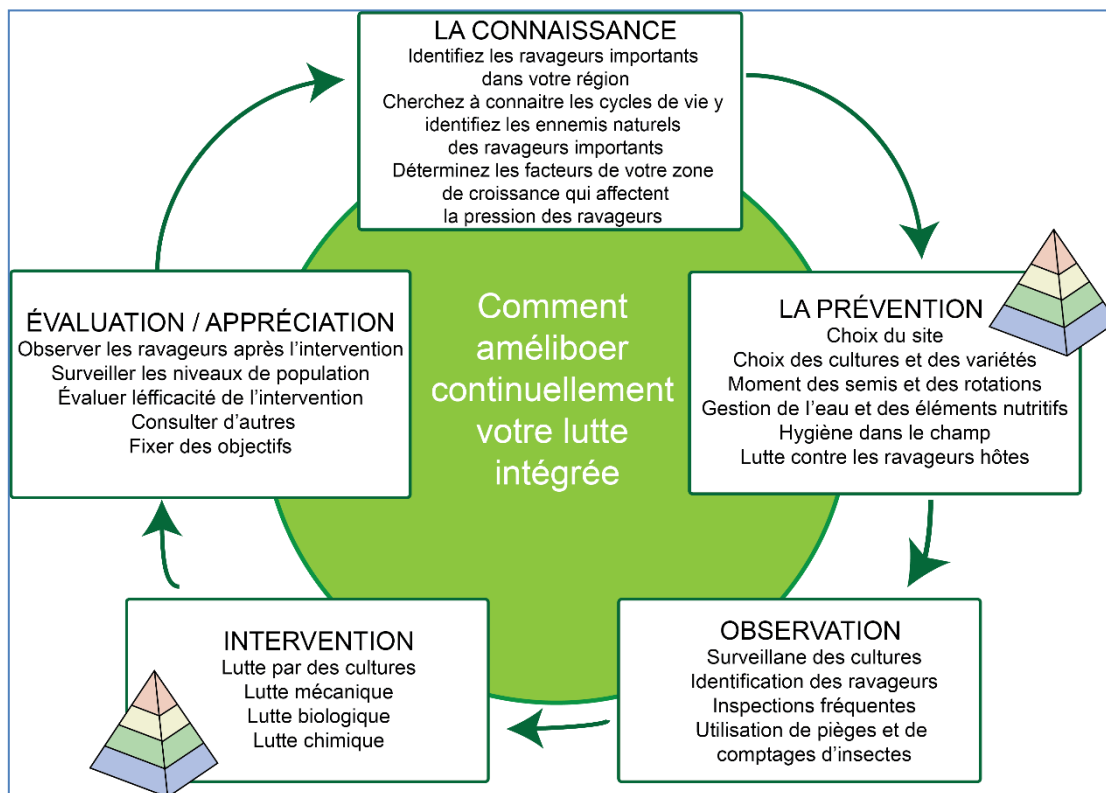 LA CONNAISSANCE
Identifiez les ravageurs importants
dans votre région
Cherchez à connaitre les cycles de vie y
identifiez les ennemis naturels
des ravageurs importants
Déterminez les facteurs de votre zone
de croissance qui affectent
la pression des ravageurs
LA PRÉVENTION
Choix du site
Choix des cultures et des variétés
Moment des semis et des rotations
Gestion de l'eau et des éléments nutritifs
Hygiène dans le champ
Lutte contre les ravageurs hôtes
OBSERVATION
Surveillane des cultures
Identification des ravageurs
Inspections fréquentes
Utilisation de pièges et de
comptages d'insectes
INTERVENTION
Lutte par des cultures
Lutte mécanique
Lutte biologique
Lutte chimique
ÉVALUATION / APPRÉCIATION
Observer les ravageurs après l'intervention
Surveiller les niveaux de population
Évaluer léfficacité de l'intervention
Consulter d'autres
Fixer des objectifs
Comment
améliboer
continuellement
votre lutte
intégrée